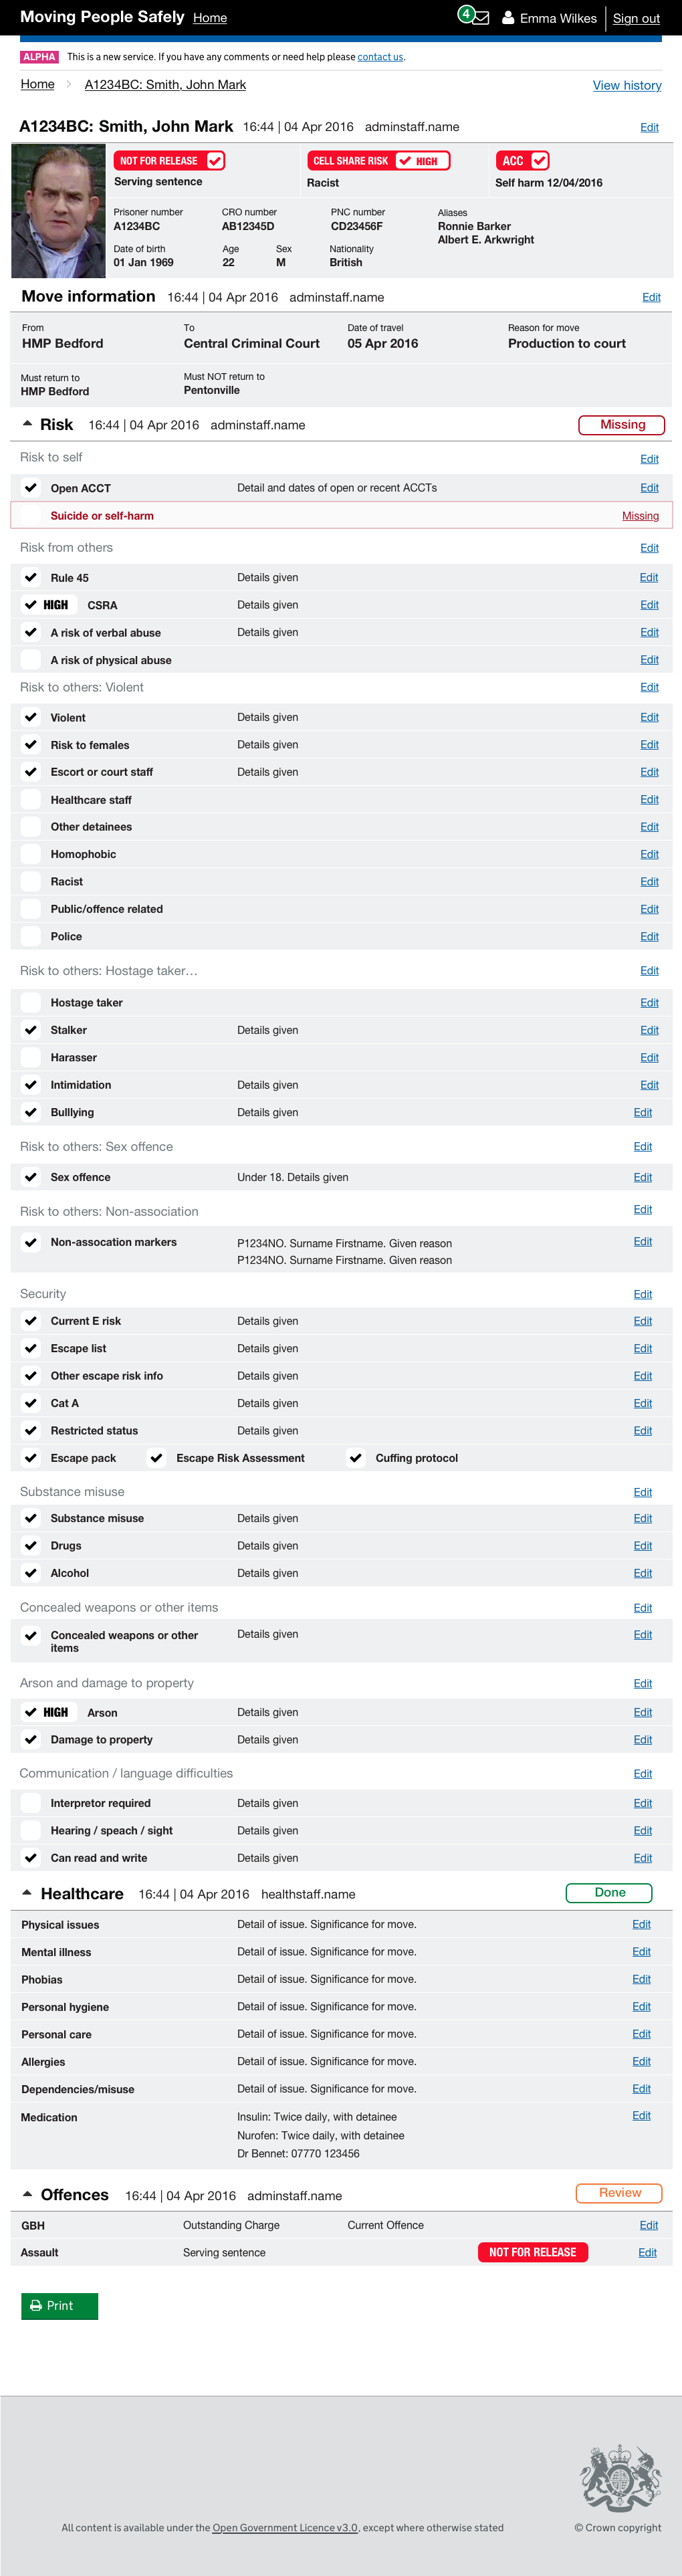 Moving People Safely Home 4 Emma Wilkes Sign out
ALPHA This is a new service. If you have any comments or need help please contact us.
Home A1234BC: Smith, John Mark View history
A1234BC: Smith, John Mark 16:44 | 04 Apr 2016 adminstaff.name Edit
NOT FOR RELEASE CELL SHARE RISK HIGH ACC
Serving sentence Racist Self harm 12/04/2016
Prisoner number CRO number PNC number Aliases
A1234BC AB12345D CD23456F Ronnie Barker
Albert E. Arkwright
Date of birth Age Sex Nationality
01 Jan 1969 22 M British
Move information 16:44 | 04 Apr 2016 adminstaff.name Edit
From To Date of travel Reason for move
HMP Bedford Central Criminal Court 05 Apr 2016 Production to court
Must return to Must NOT return to
HMP Bedford Pentonville
Risk 16:44 | 04 Apr 2016 adminstaff.name Missing
Risk to self Edit
Open ACCT Detail and dates of open or recent ACCTs Edit
Suicide or self-harm Missing
Risk from others Edit
Rule 45 Details given Edit
HIGH CSRA Details given Edit
A risk of verbal abuse Details given Edit
A risk of physical abuse Edit
Risk to others: Violent Edit
Violent Details given Edit
Risk to females Details given Edit
Escort or court staff Details given Edit
Healthcare staff Edit
Other detainees Edit
Homophobic Edit
Racist Edit
Public/offence related Edit
Police Edit
Risk to others: Hostage taker... Edit
Hostage taker Edit
Stalker Details given Edit
Harasser Edit
Intimidation Details given Edit
Bulllying Details given Edit
Risk to others: Sex offence Edit
Sex offence Under 18. Details given Edit
Risk to others: Non-association Edit
Non-assocation markers P1234NO. Surname Firstname. Given reason Edit
P1234NO. Surname Firstname. Given reason
Security Edit
Current E risk Details given Edit
Escape list Details given Edit
Other escape risk info Details given Edit
Cat A Details given Edit
Restricted status Details given Edit
Escape pack Escape Risk Assessment Cuffing protocol
Substance misuse Edit
Substance misuse Details given Edit
Drugs Details given Edit
Alcohol Details given Edit
Concealed weapons or other items Edit
Concealed weapons or other Details given Edit
items
Arson and damage to property Edit
HIGH Arson Details given Edit
Damage to property Details given Edit
Communication / language difficulties Edit
Interpretor required Details given Edit
Hearing / speach / sight Details given Edit
Can read and write Details given Edit
Healthcare 16:44 | 04 Apr 2016 healthstaff.name Done
Physical issues Detail of issue. Significance for move. Edit
Mental illness Detail of issue. Significance for move. Edit
Phobias Detail of issue. Significance for move. Edit
Personal hygiene Detail of issue. Significance for move. Edit
Personal care Detail of issue. Significance for move. Edit
Allergies Detail of issue. Significance for move. Edit
Dependencies/misuse Detail of issue. Significance for move. Edit
Medication Insulin: Twice daily, with detainee Edit
Nurofen: Twice daily, with detainee
Dr Bennet: 07770 123456
Offences 16:44 | 04 Apr 2016 adminstaff.name Review
GBH Outstanding Charge Current Offence Edit
Assault Serving sentence NOT FOR RELEASE Edit
Print
All content is available under the Open Government Licence v3.0, except where otherwise stated © Crown copyright